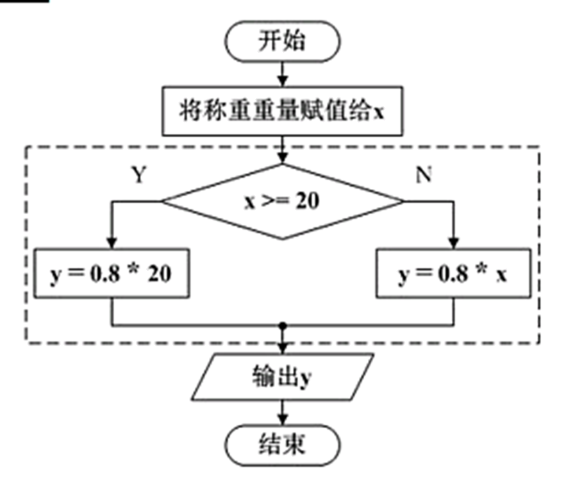 开始
将称重重量赋值给x
Y
N
x >= 20
y = 0.8 * 20
y = 0.8 * x
输出y
结束